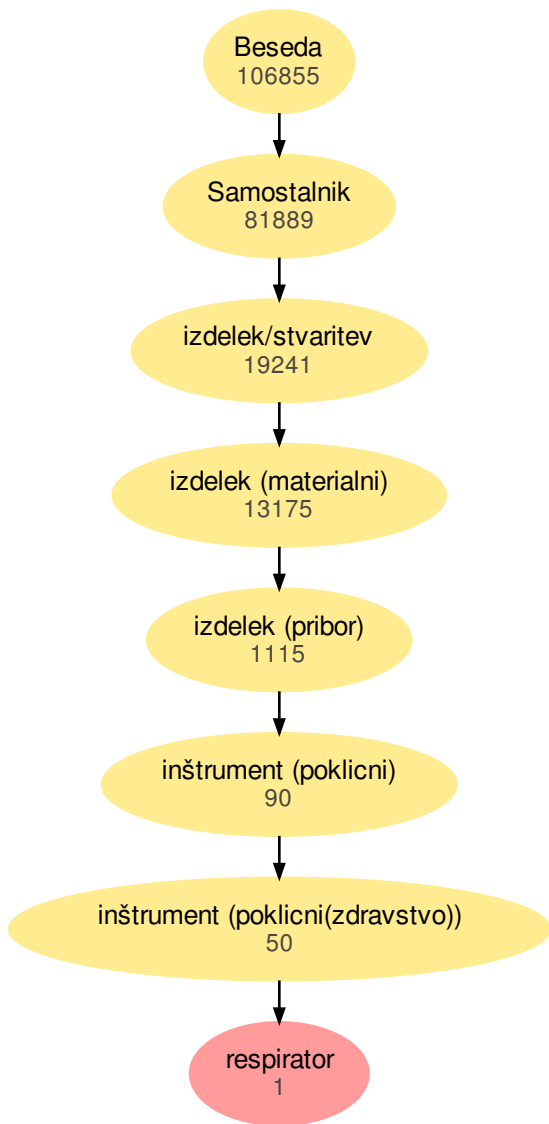 Beseda
106855
Samostalnik
81889
izdelek/stvaritev
19241
izdelek (materialni)
13175
izdelek (pribor)
1115
inštrument (poklicni)
90
inštrument (poklicni(zdravstvo))
50
respirator
1